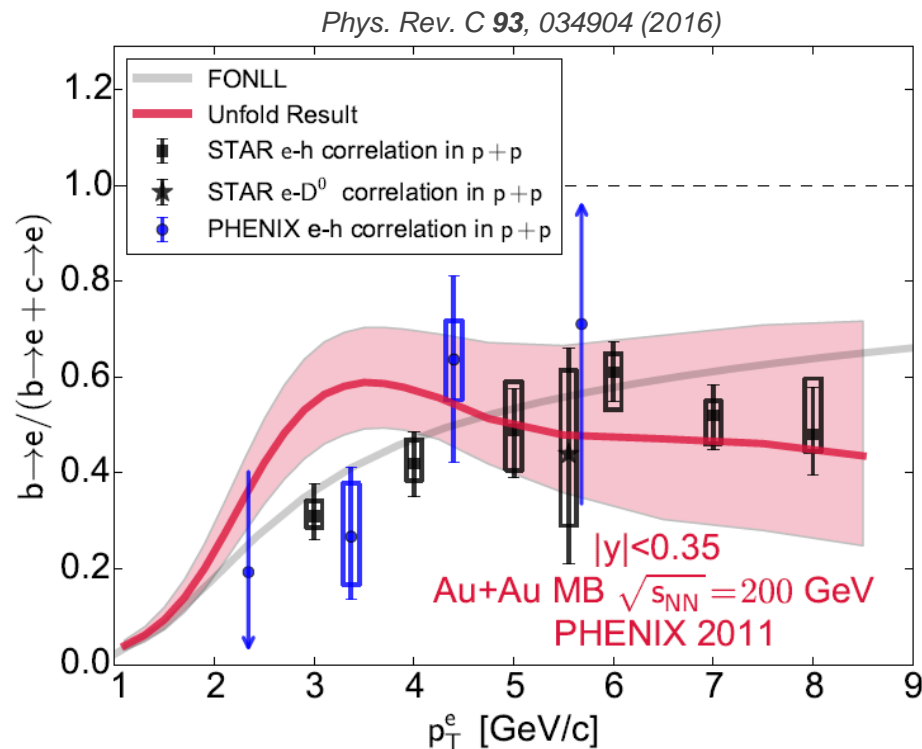 Phys. Rev. C 93, 034904 (2016)
FONLL
Unfold Result
STAR e-h correlation in p+p
STAR e-D⁰ correlation in p+p
PHENIX e-h correlation in p+p
1.2
1.0
0.8
0.6
0.4
0.2
0.0
b→e/(b→e+c→e)
|y|<0.35
Au+Au MB √s_NN = 200 GeV
PHENIX 2011
1 2 3 4 5 6 7 8 9
p_T^e [GeV/c]